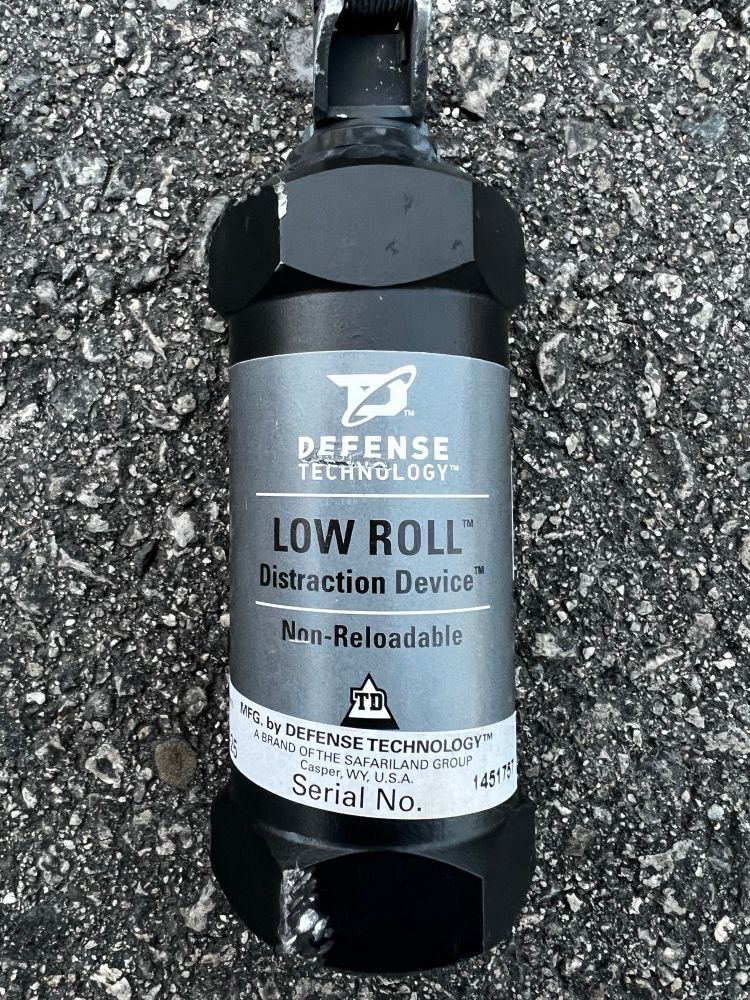 DEFENSE
TECHNOLOGY™
LOW ROLL™
Distraction Device™
Non-Reloadable
TD
MFG. by DEFENSE TECHNOLOGY™
A BRAND OF THE SAFARILAND GROUP
Casper, WY, U.S.A.
Serial No.